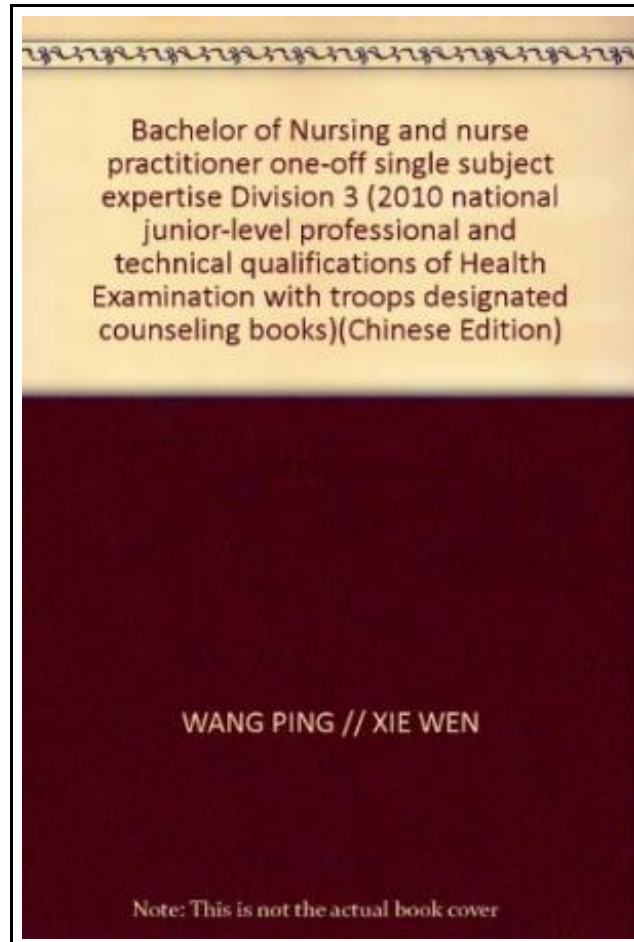 Bachelor of Nursing and nurse
practitioner one-off single subject
expertise Division 3 (2010 national
junior-level professional and
technical qualifications of Health
Examination with troops designated
counseling books)(Chinese Edition)
WANG PING // XIE WEN
Note: This is not the actual book cover